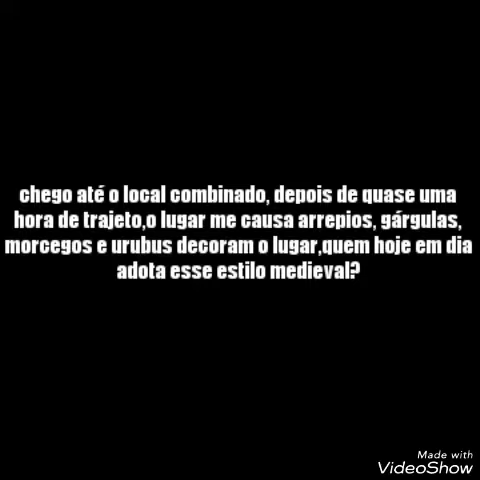 chego até o local combinado, depois de quase uma
hora de trajeto,o lugar me causa arrepios, gárgulas,
morcegos e urubus decoram o lugar,quem hoje em dia
adota esse estilo medieval?
Made with
VideoShow